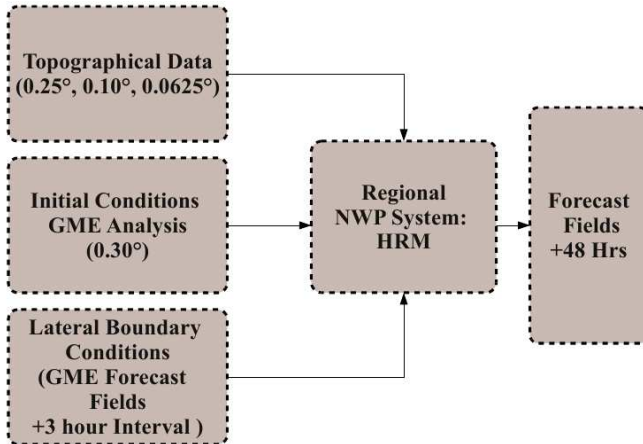 Topographical Data
(0.25°, 0.10°, 0.0625°)
Initial Conditions
GME Analysis
(0.30°)
Lateral Boundary
Conditions
(GME Forecast
Fields
+3 hour Interval )
Regional
NWP System:
HRM
Forecast
Fields
+48 Hrs